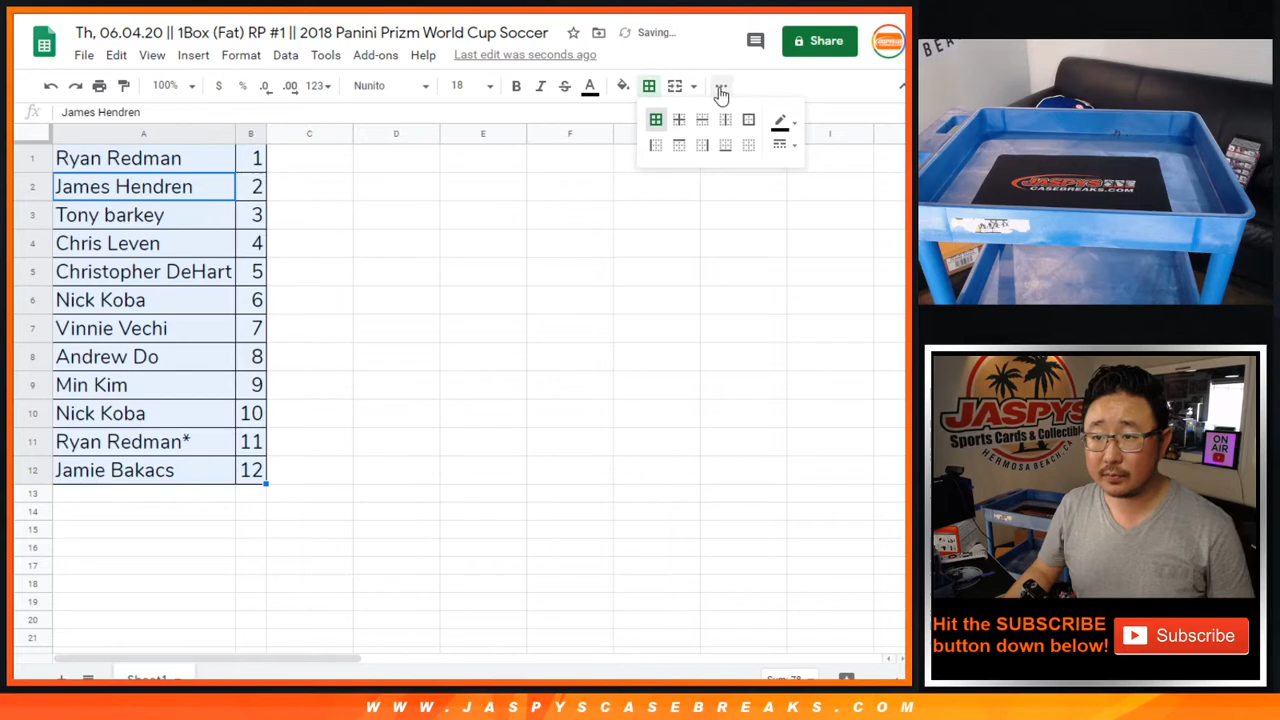 Th, 06.04.20 || 1Box (Fat) RP #1 || 2018 Panini Prizm World Cup Soccer
Saving...
File Edit View Insert Format Data Tools Add-ons Help Last edit was seconds ago
Share
100% $ % .0 .00 123 Nunito 18 B I S A
fx James Hendren
A B C D E F I
1 Ryan Redman 1
2 James Hendren 2
3 Tony barkey 3
4 Chris Leven 4
5 Christopher DeHart 5
6 Nick Koba 6
7 Vinnie Vechi 7
8 Andrew Do 8
9 Min Kim 9
10 Nick Koba 10
11 Ryan Redman* 11
12 Jamie Bakacs 12
13
14
15
16
17
18
19
20
21
Sheet1
Sum: 78
JASPYS
CASEBREAKS.COM
JASPYS
Sports Cards & Collectibles
HERMOSA BEACH, CA
ON
AIR
Hit the SUBSCRIBE
button down below!
Subscribe
WWW.JASPYSCASEBREAKS.COM